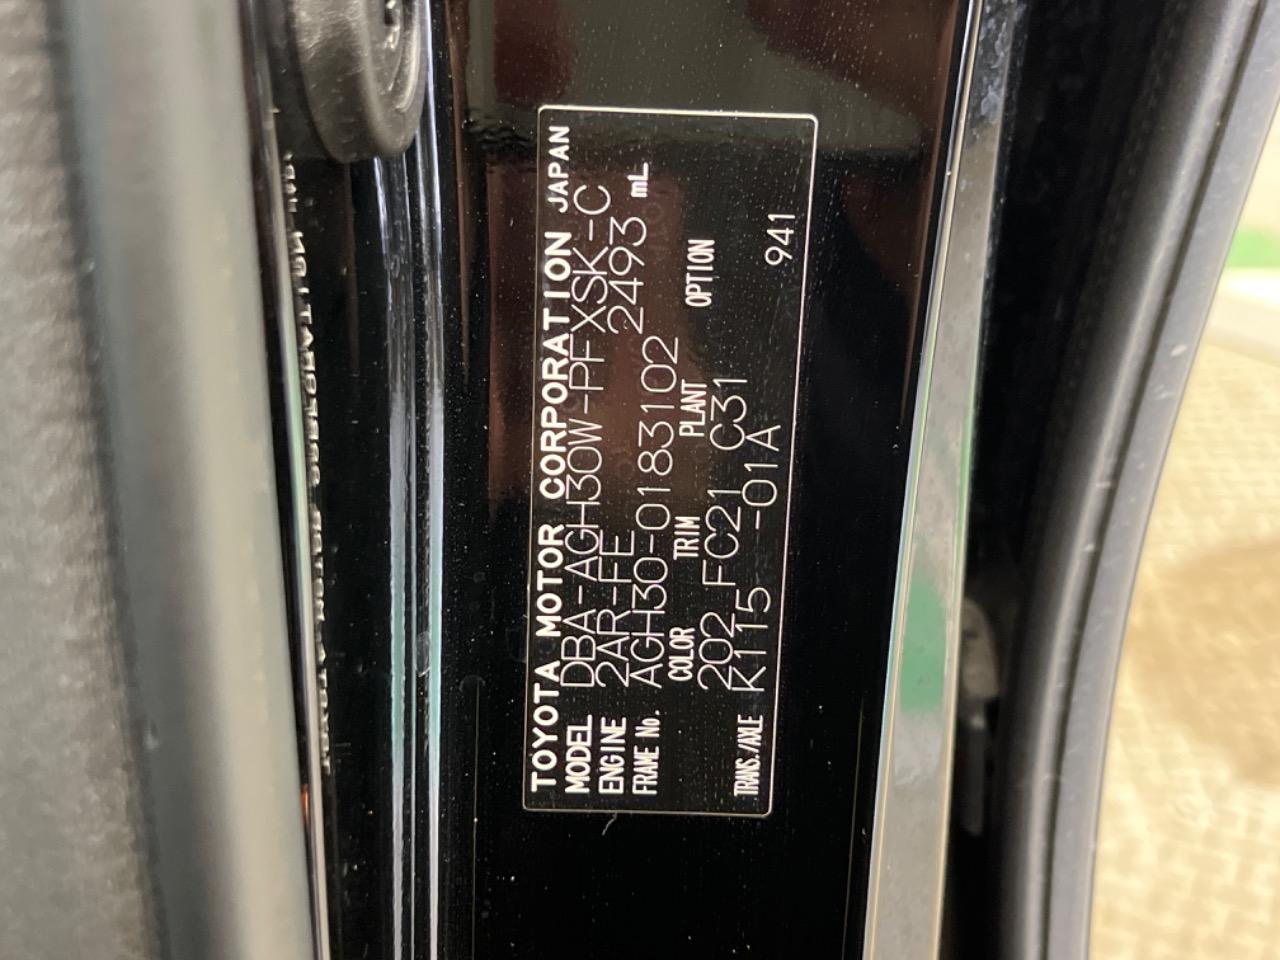 TOYOTA MOTOR CORPORATION JAPAN
MODEL DBA-AGH30W-PFXSK-C
ENGINE 2AR-FE 2493 mL
FRAME No. AGH30-0183102
COLOR TRIM PLANT OPTION
202 FC21 C31
TRANS./AXLE K115 -01A 941